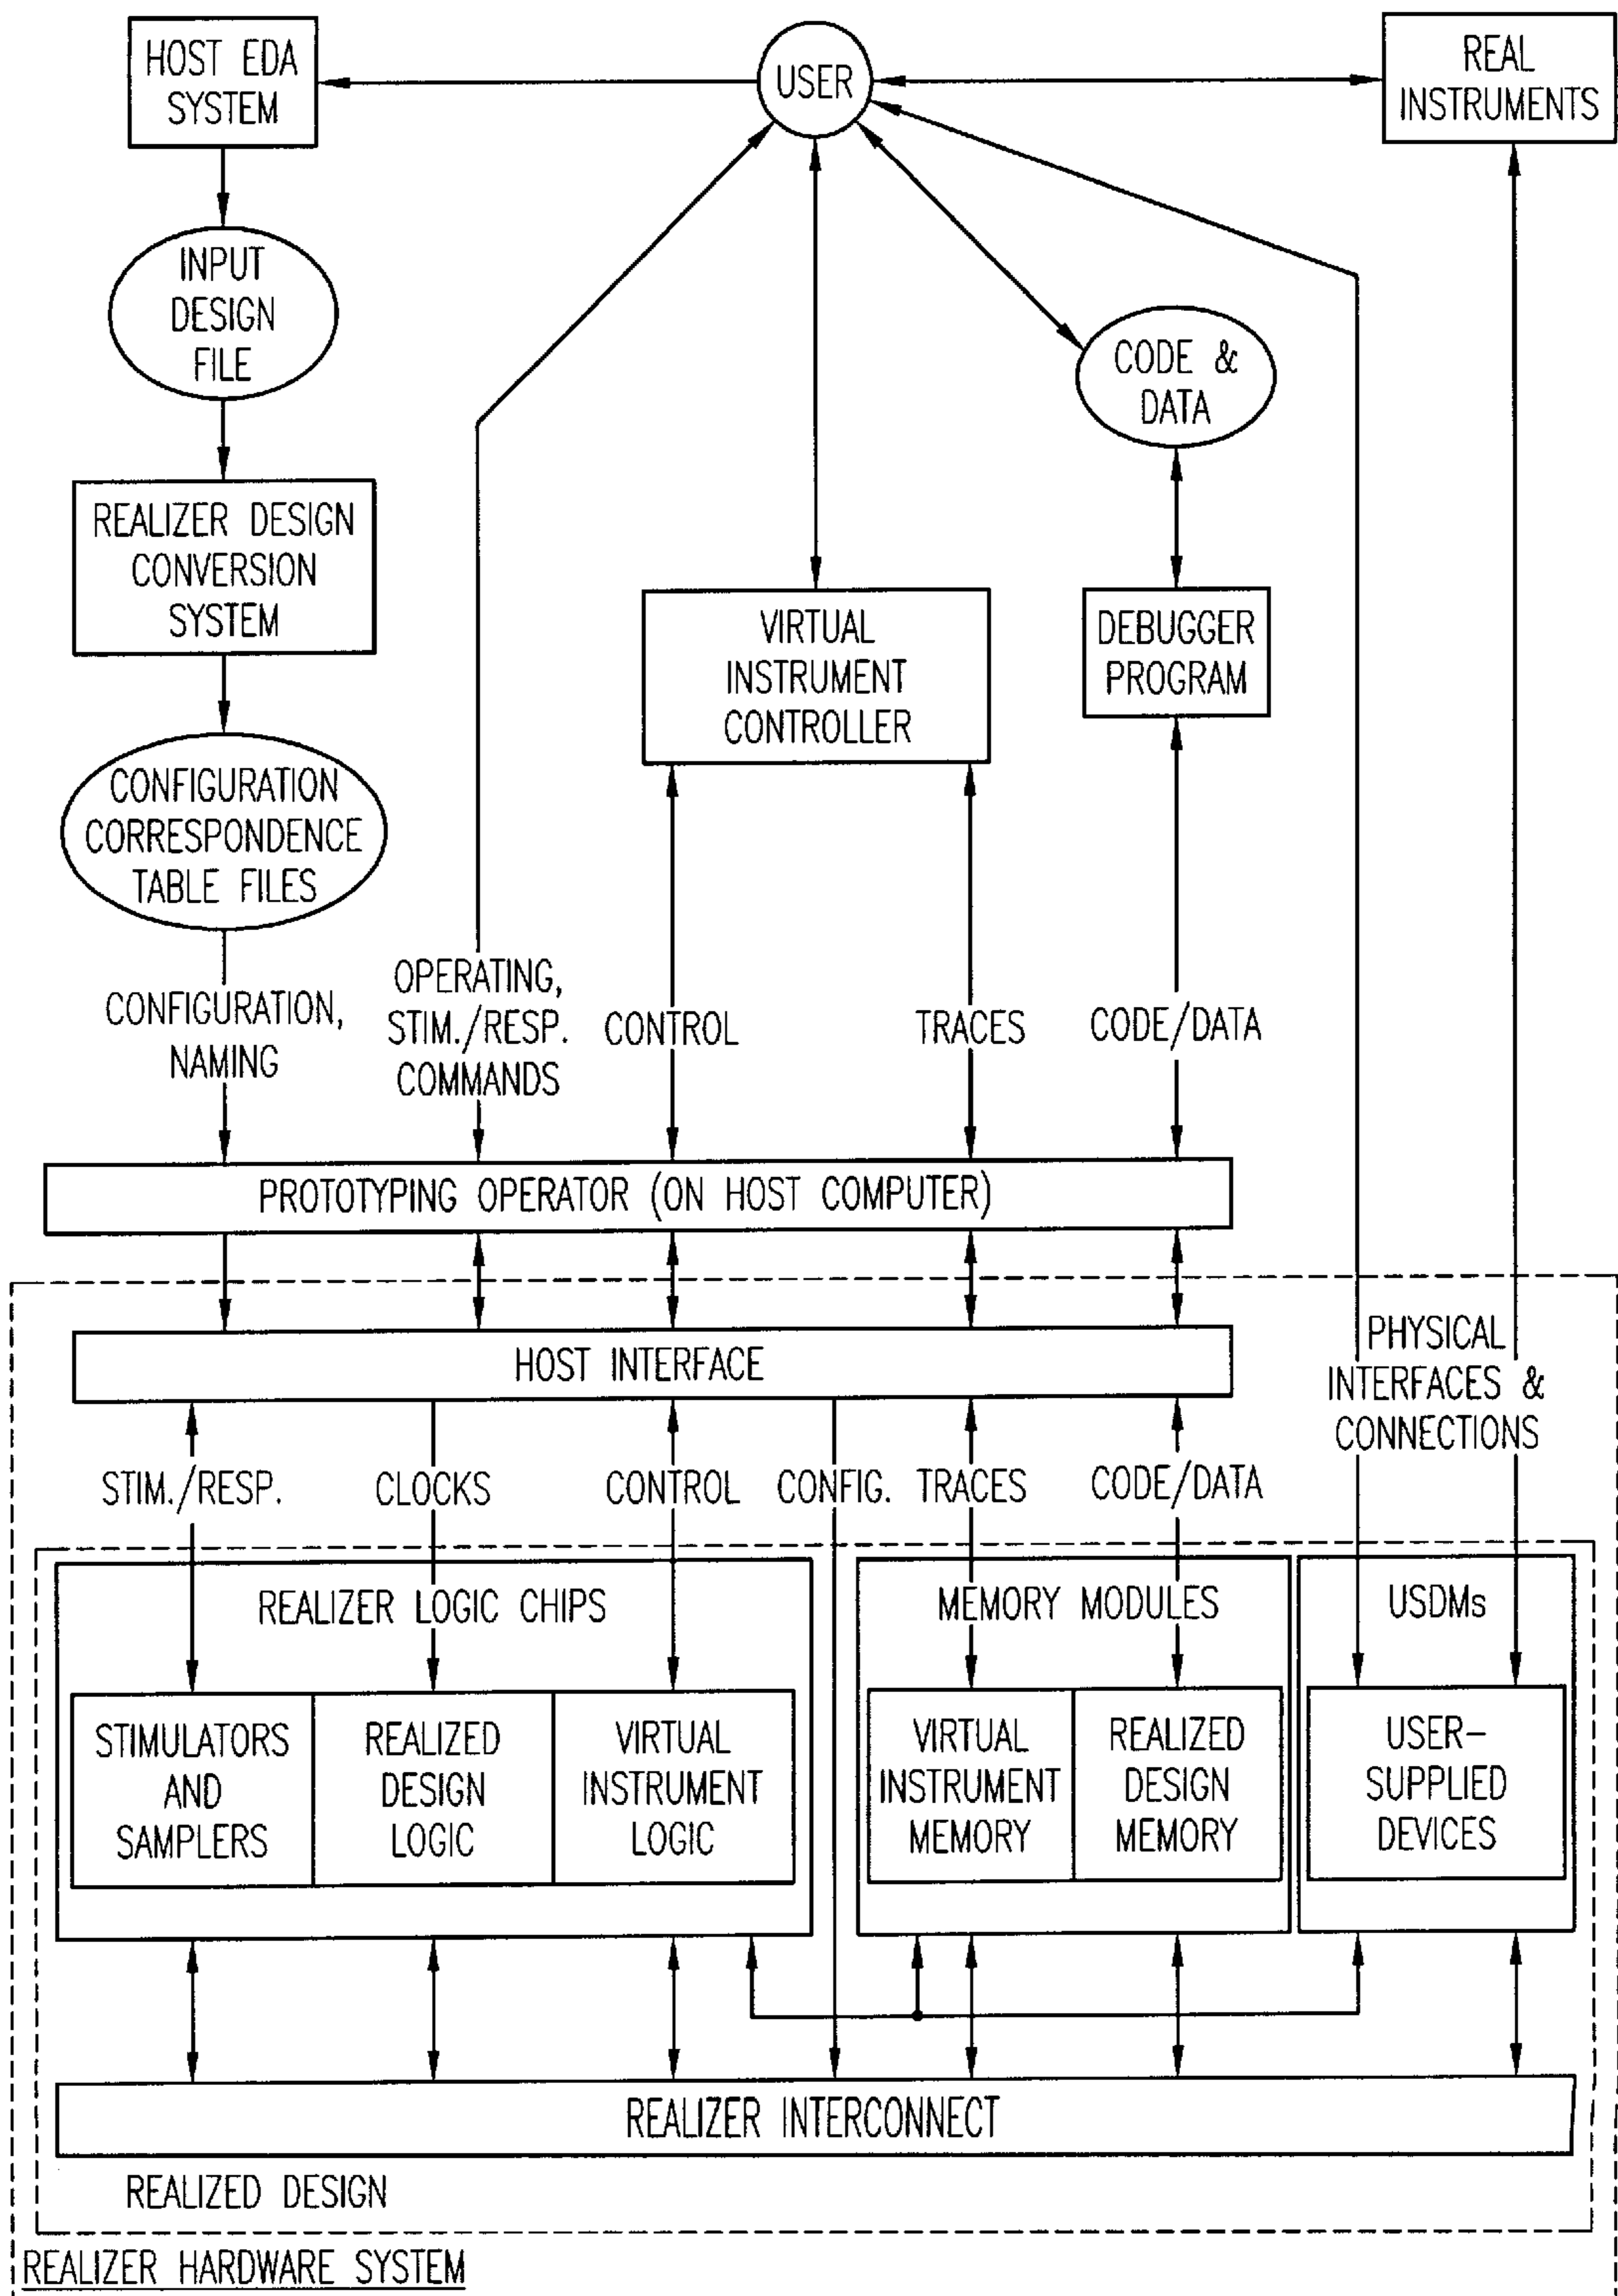 HOST EDA
SYSTEM
USER
REAL
INSTRUMENTS
INPUT
DESIGN
FILE
CODE &
DATA
REALIZER DESIGN
CONVERSION
SYSTEM
VIRTUAL
INSTRUMENT
CONTROLLER
DEBUGGER
PROGRAM
CONFIGURATION
CORRESPONDENCE
TABLE FILES
CONFIGURATION,
NAMING
OPERATING,
STIM./RESP.
COMMANDS
CONTROL
TRACES
CODE/DATA
PROTOTYPING OPERATOR (ON HOST COMPUTER)
HOST INTERFACE
PHYSICAL
INTERFACES &
CONNECTIONS
STIM./RESP.
CLOCKS
CONTROL
CONFIG.
TRACES
CODE/DATA
REALIZER LOGIC CHIPS
MEMORY MODULES
USDMs
STIMULATORS
AND
SAMPLERS
REALIZED
DESIGN
LOGIC
VIRTUAL
INSTRUMENT
LOGIC
VIRTUAL
INSTRUMENT
MEMORY
REALIZED
DESIGN
MEMORY
USER-
SUPPLIED
DEVICES
REALIZER INTERCONNECT
REALIZED DESIGN
REALIZER HARDWARE SYSTEM